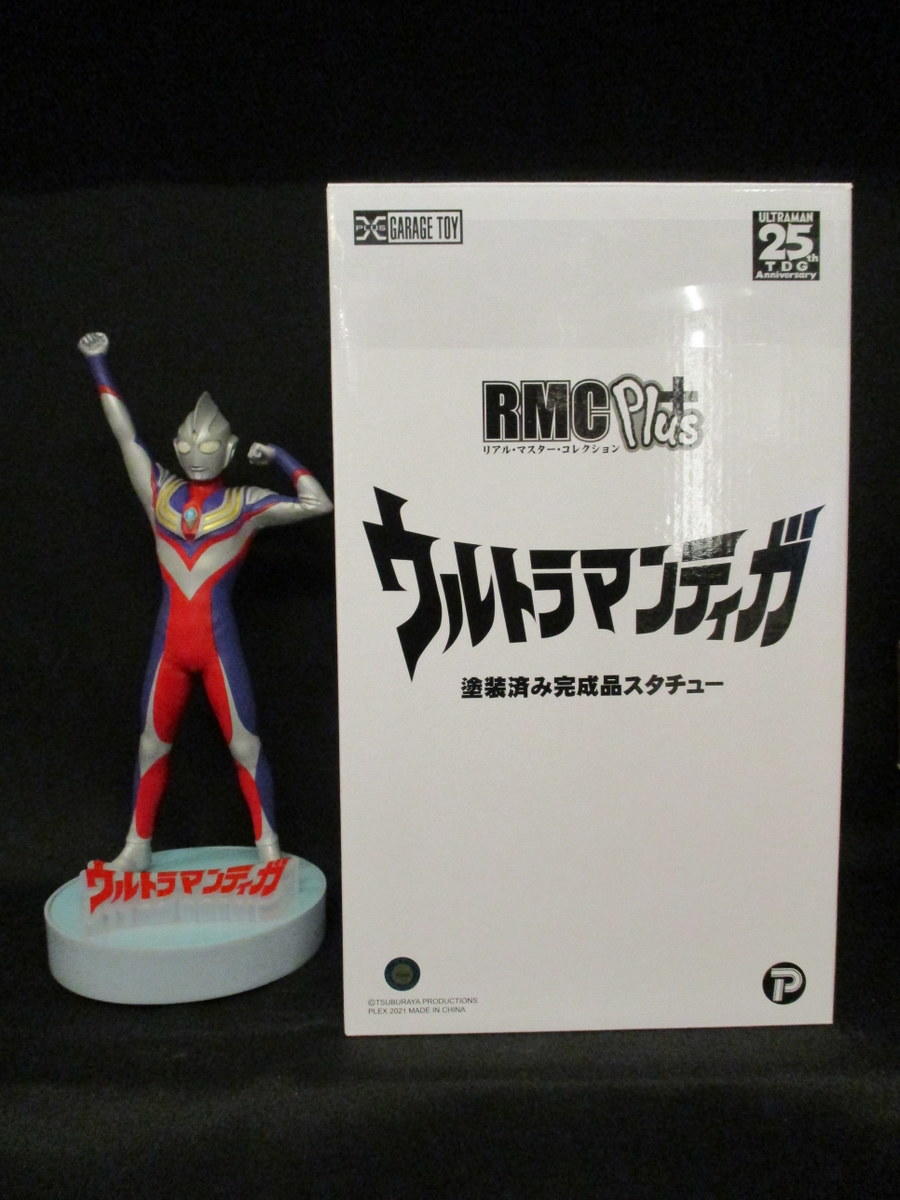 X PLUS GARAGE TOY
ULTRAMAN
25th
TDG
Anniversary
RMC Plus
リアル・マスター・コレクション
ウルトラマンティガ
塗装済み完成品スタチュー
ウルトラマンティガ
©TSUBURAYA PRODUCTIONS
PLEX 2021 MADE IN CHINA
P